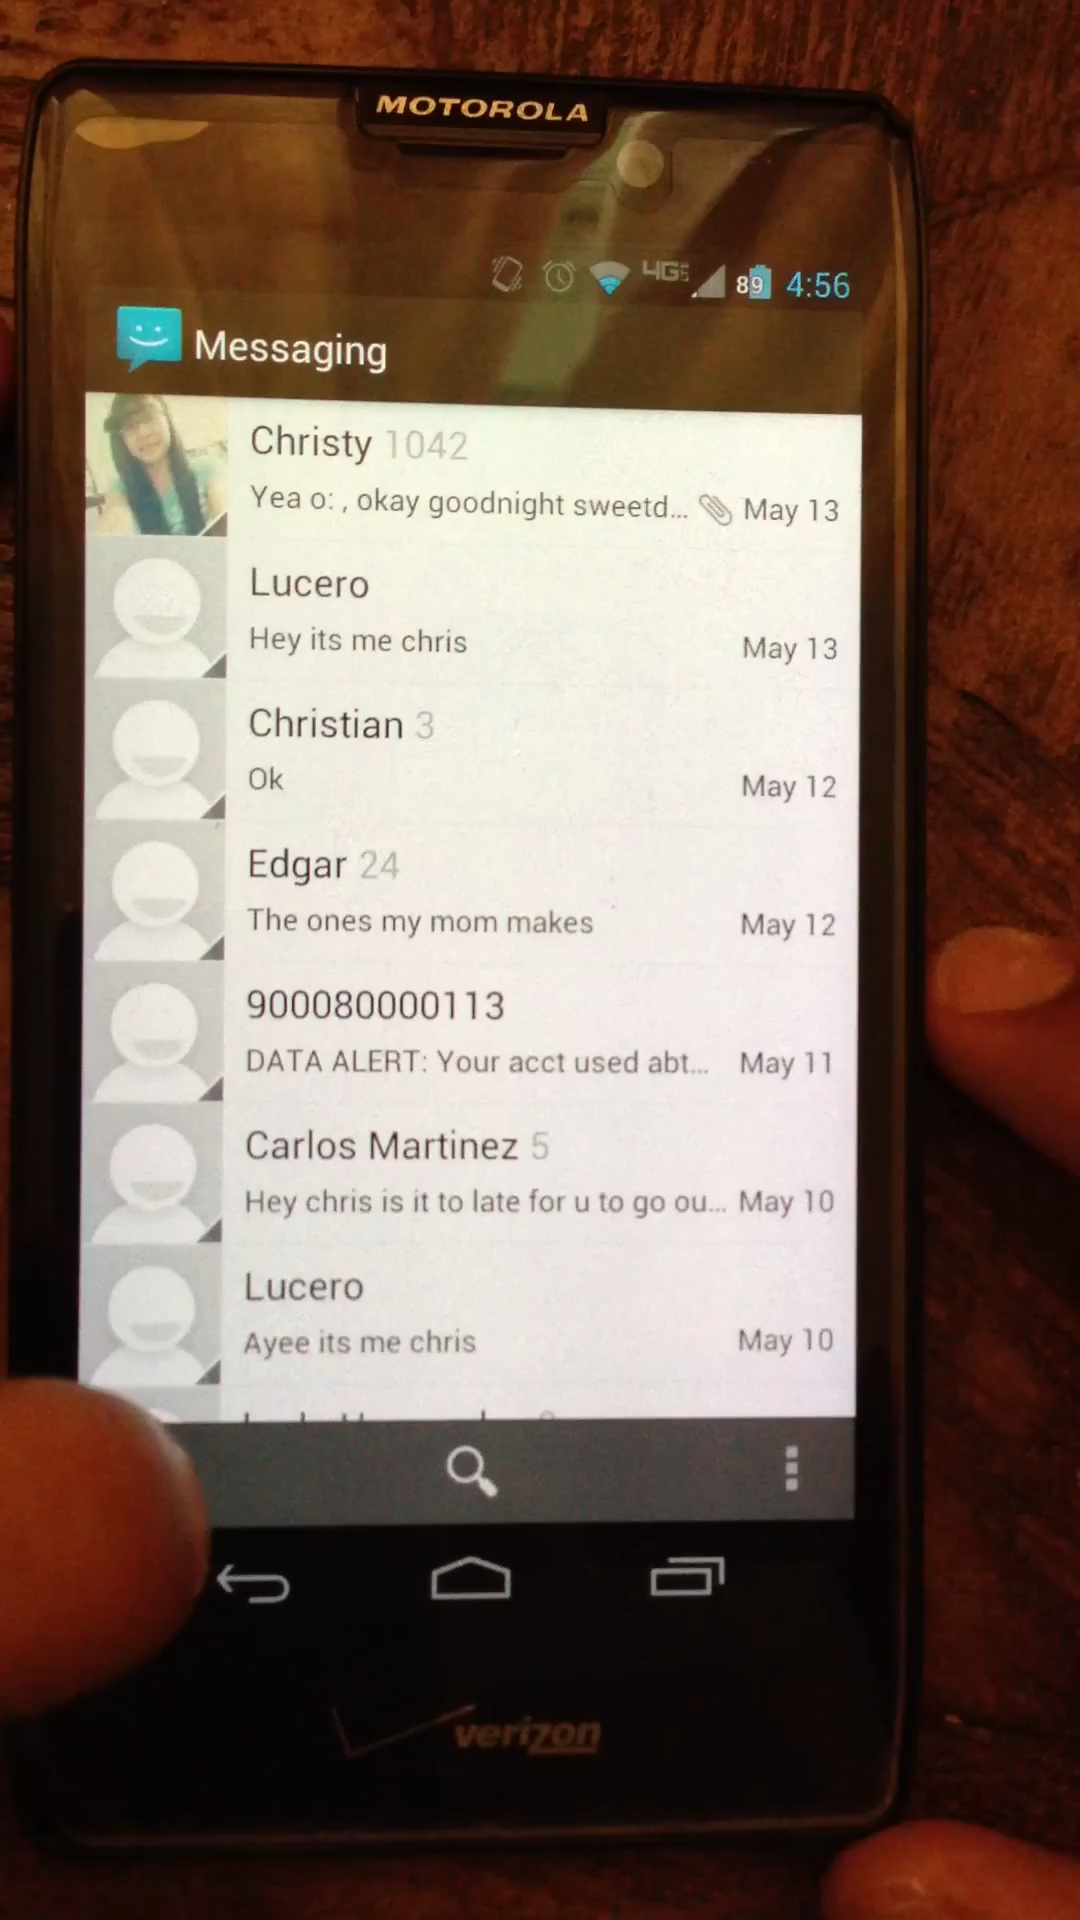 MOTOROLA
4G 89 4:56
Messaging
Christy 1042
Yea o: , okay goodnight sweetd... May 13
Lucero
Hey its me chris May 13
Christian 3
Ok May 12
Edgar 24
The ones my mom makes May 12
900080000113
DATA ALERT: Your acct used abt... May 11
Carlos Martinez 5
Hey chris is it to late for u to go ou... May 10
Lucero
Ayee its me chris May 10
verizon